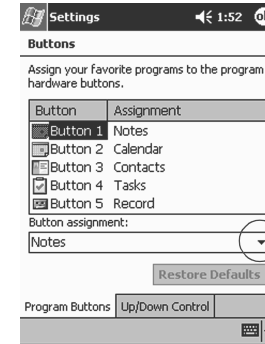 Settings 1:52 ok
Buttons
Assign your favorite programs to the program
hardware buttons.
Button Assignment
Button 1 Notes
Button 2 Calendar
Button 3 Contacts
Button 4 Tasks
Button 5 Record
Button assignment:
Notes
Restore Defaults
Program Buttons Up/Down Control